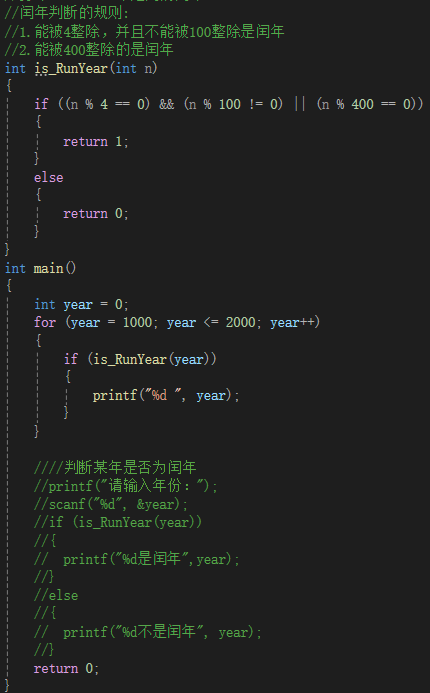 //闰年判断的规则:
//1.能被4整除，并且不能被100整除是闰年
//2.能被400整除的是闰年
int is_RunYear(int n)
{
if ((n % 4 == 0) && (n % 100 != 0) || (n % 400 == 0))
{
return 1;
}
else
{
return 0;
}
}
int main()
{
int year = 0;
for (year = 1000; year <= 2000; year++)
{
if (is_RunYear(year))
{
printf("%d ", year);
}
}
////判断某年是否为闰年
//printf("请输入年份：");
//scanf("%d", &year);
//if (is_RunYear(year))
//{
// printf("%d是闰年",year);
//}
//else
//{
// printf("%d不是闰年", year);
//}
return 0;
}